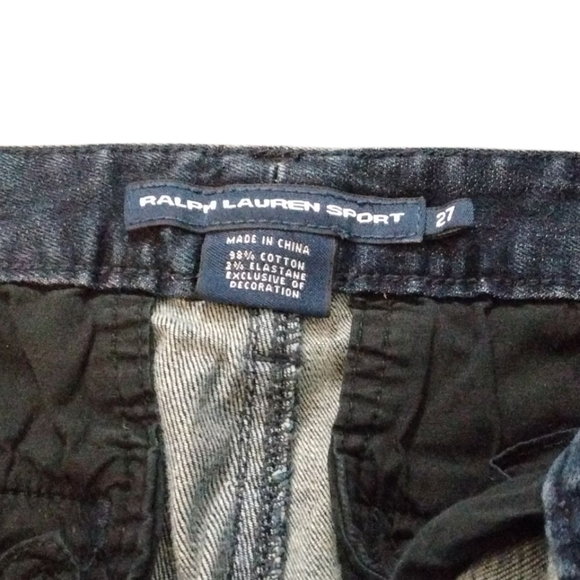 RALPH LAUREN SPORT
27
MADE IN CHINA
98% COTTON
2% ELASTANE
EXCLUSIVE OF
DECORATION